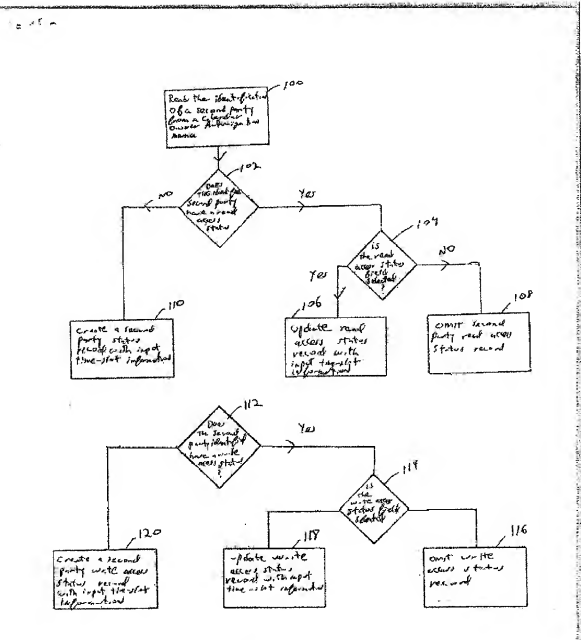 100
Reads the identification
Of a second party
from a Calendar
Owner Authorization
102
Does
This identified
second party
have a read
access
status
NO
Yes
104
is
the read
access status
field
selected
?
Yes
NO
110
Create a second
party status
record with input
time-slot information
106
Update read
access status
record with
input time-slot
information
108
omit second
party read access
status record
112
Does
The second
party identified
have a write
access status
?
Yes
114
is
the
write access
status field
selected
120
Create a second
party write access
status record
with input time-slot
Information
118
update write
access status
record with input
time-slot information
116
omit write
access status
record